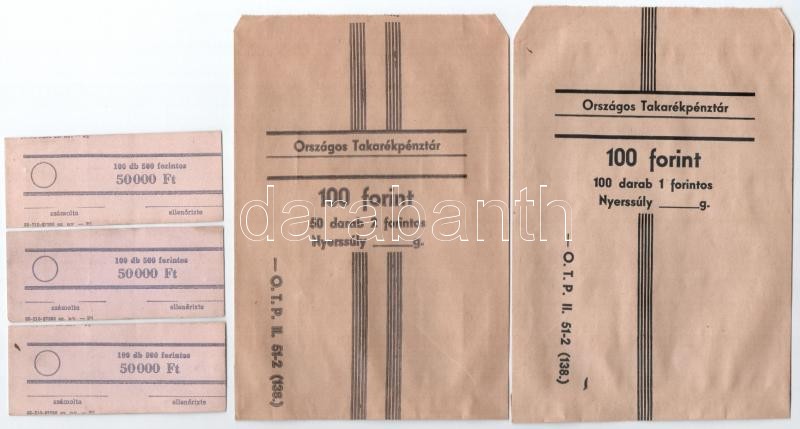 100 db 500 forintos
50000 Ft
számolta ellenőrizte
100 db 500 forintos
50000 Ft
számolta ellenőrizte
100 db 500 forintos
50000 Ft
számolta ellenőrizte
Országos Takarékpénztár
100 forint
50 darab 2 forintos
Nyerssúly ______g.
— O. T. P. II. 51-2 (138.)
Országos Takarékpénztár
100 forint
100 darab 1 forintos
Nyerssúly ______g.
— O. T. P. II. 51-2 (138.)
darabanth